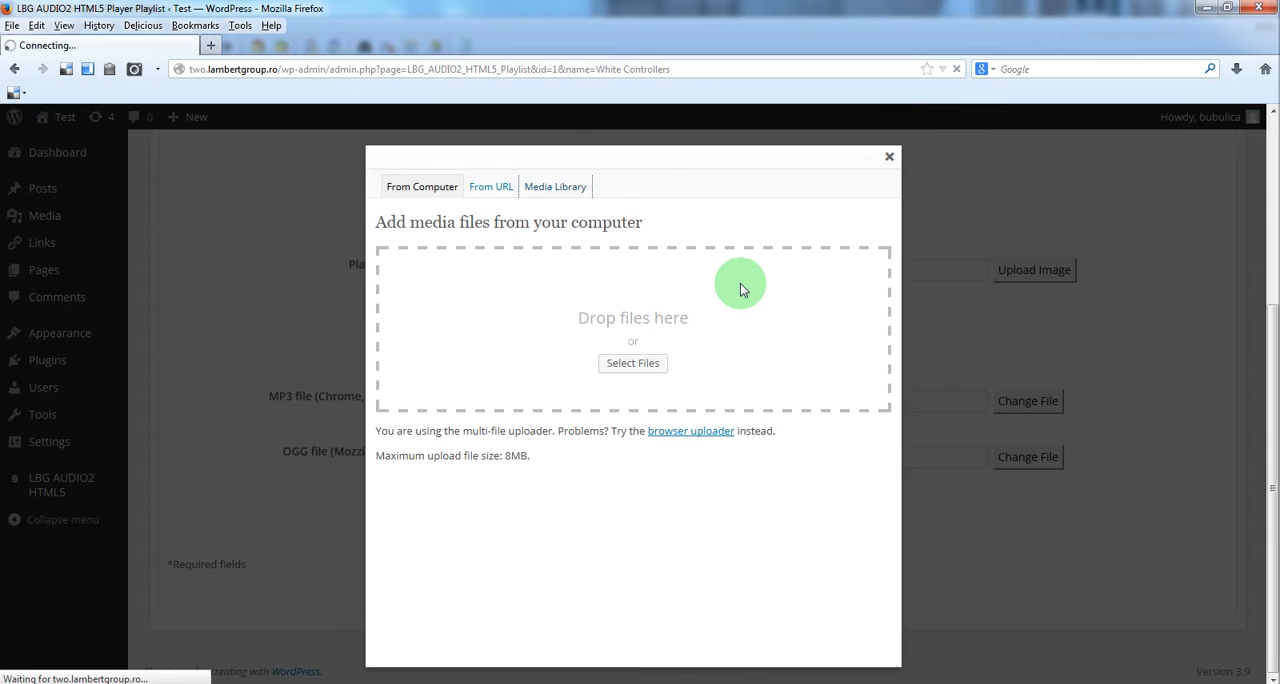 LBG AUDIO2 HTML5 Player Playlist ‹ Test — WordPress - Mozilla Firefox
File Edit View History Delicious Bookmarks Tools Help
Connecting...
two.lambertgroup.ro/wp-admin/admin.php?page=LBG_AUDIO2_HTML5_Playlist&id=1&name=White Controllers
Google
Test 4 0 New
Howdy, bubulica
Dashboard
Posts
Media
Links
Pages
Comments
Appearance
Plugins
Users
Tools
Settings
LBG AUDIO2
HTML5
Collapse menu
From Computer From URL Media Library
Add media files from your computer
Drop files here
or
Select Files
You are using the multi-file uploader. Problems? Try the browser uploader instead.
Maximum upload file size: 8MB.
Pla
Upload Image
MP3 file (Chrome,
Change File
OGG file (Mozzi
Change File
*Required fields
creating with WordPress.
Version 3.9
Waiting for two.lambertgroup.ro...